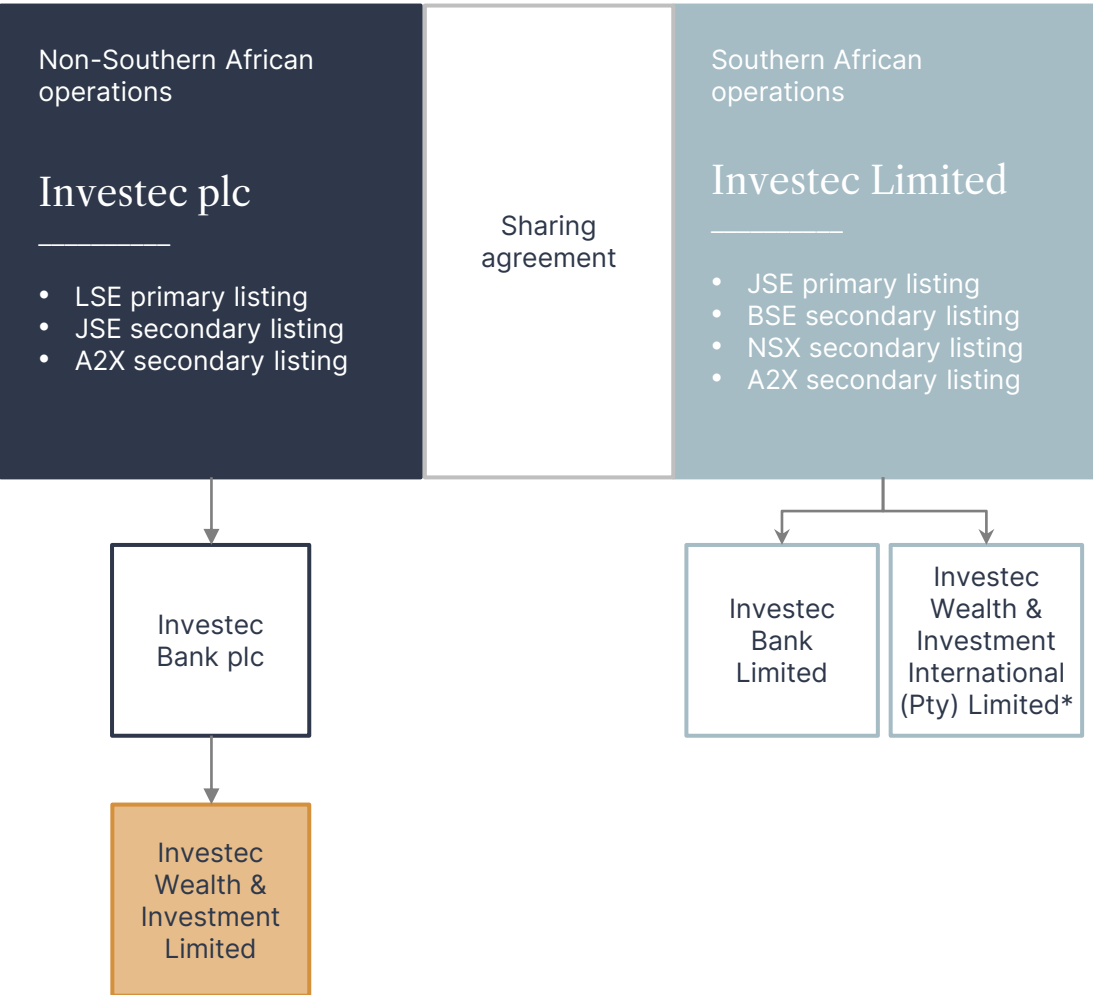 Non-Southern African
operations
Investec plc
• LSE primary listing
• JSE secondary listing
• A2X secondary listing
Sharing
agreement
Southern African
operations
Investec Limited
• JSE primary listing
• BSE secondary listing
• NSX secondary listing
• A2X secondary listing
Investec
Bank plc
Investec
Bank
Limited
Investec
Wealth &
Investment
International
(Pty) Limited*
Investec
Wealth &
Investment
Limited